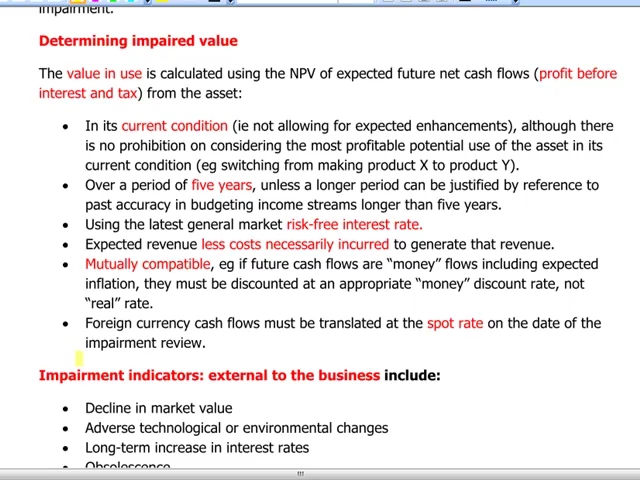 impairment.
Determining impaired value
The value in use is calculated using the NPV of expected future net cash flows (profit before
interest and tax) from the asset:
• In its current condition (ie not allowing for expected enhancements), although there
is no prohibition on considering the most profitable potential use of the asset in its
current condition (eg switching from making product X to product Y).
• Over a period of five years, unless a longer period can be justified by reference to
past accuracy in budgeting income streams longer than five years.
• Using the latest general market risk-free interest rate.
• Expected revenue less costs necessarily incurred to generate that revenue.
• Mutually compatible, eg if future cash flows are “money” flows including expected
inflation, they must be discounted at an appropriate “money” discount rate, not
“real” rate.
• Foreign currency cash flows must be translated at the spot rate on the date of the
impairment review.
Impairment indicators: external to the business include:
• Decline in market value
• Adverse technological or environmental changes
• Long-term increase in interest rates
• Obsolescence